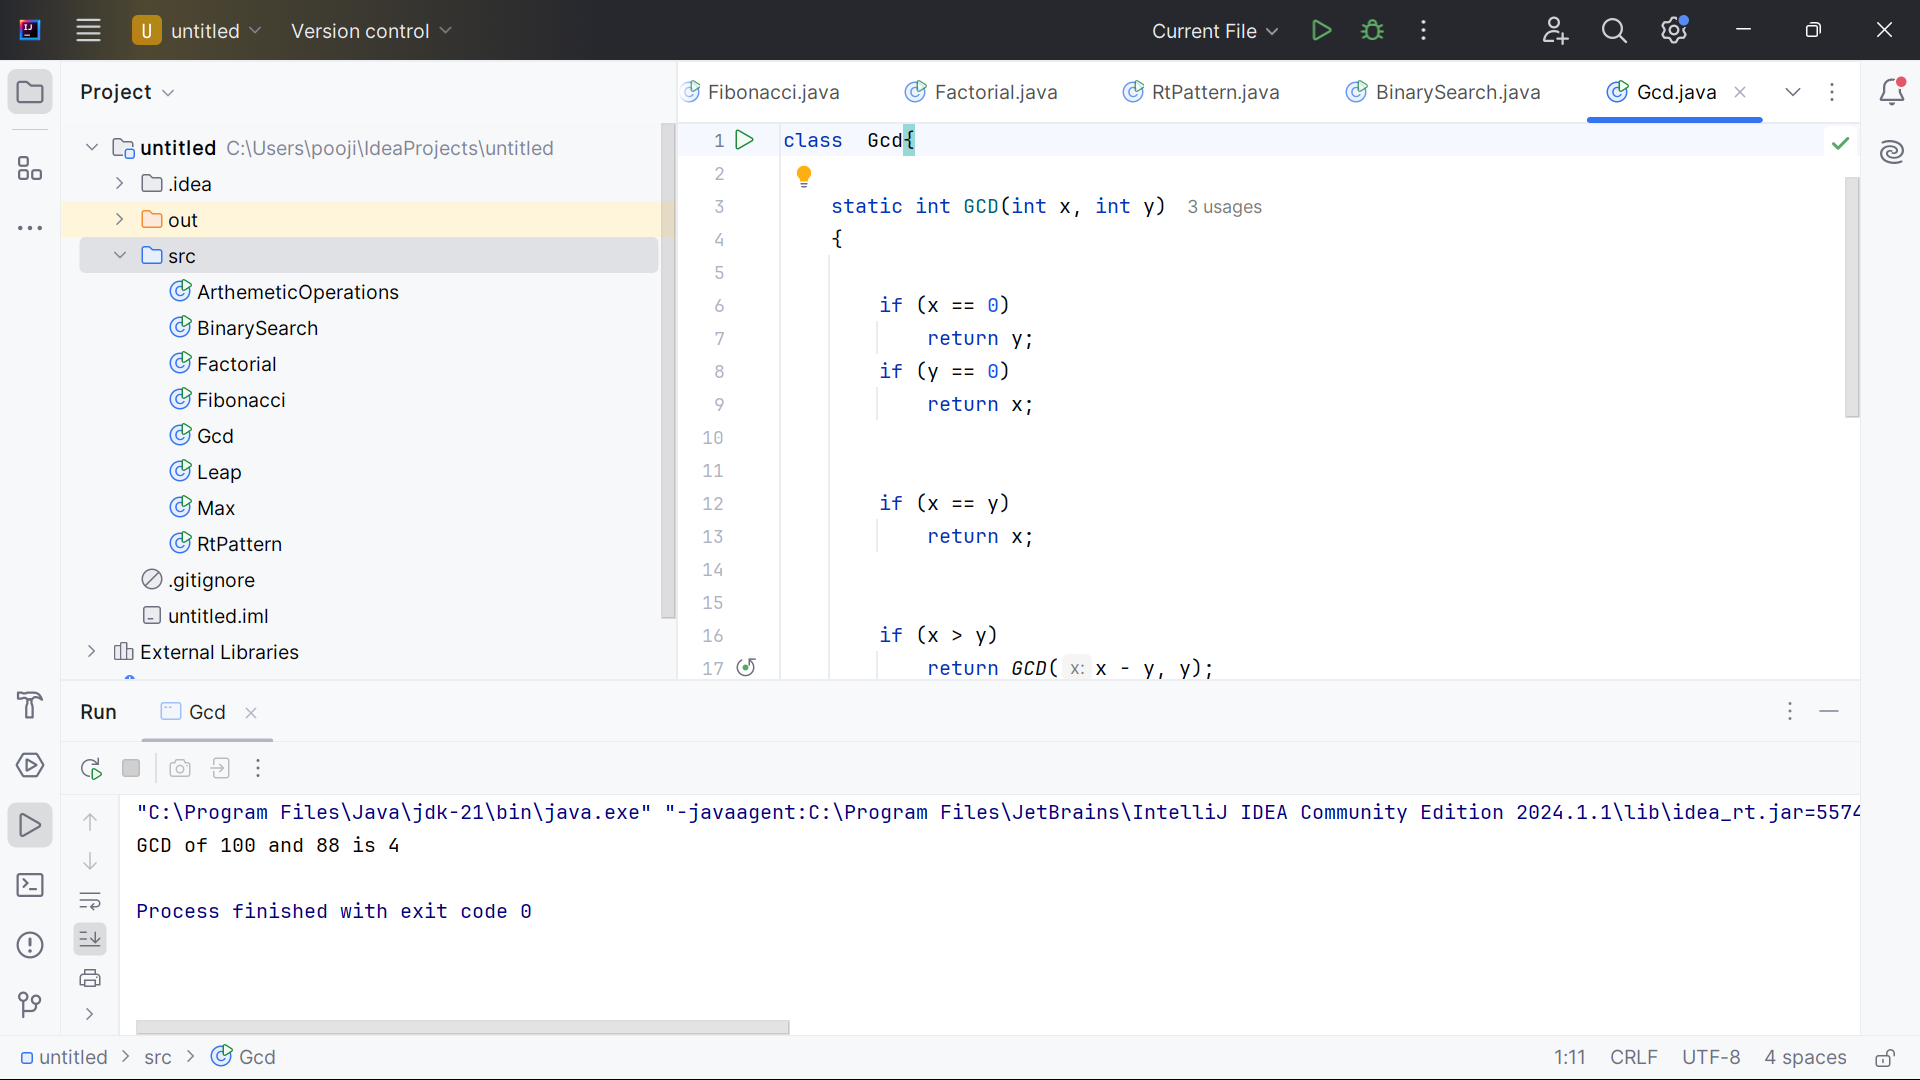 U untitled Version control Current File
Project
Fibonacci.java Factorial.java RtPattern.java BinarySearch.java Gcd.java
untitled C:\Users\pooji\IdeaProjects\untitled
.idea
out
src
ArthemeticOperations
BinarySearch
Factorial
Fibonacci
Gcd
Leap
Max
RtPattern
.gitignore
untitled.iml
External Libraries
1 class  Gcd{
2
3 static int GCD(int x, int y) 3 usages
4 {
5
6 if (x == 0)
7 return y;
8 if (y == 0)
9 return x;
10
11
12 if (x == y)
13 return x;
14
15
16 if (x > y)
17 return GCD( x: x - y, y);
Run Gcd
"C:\Program Files\Java\jdk-21\bin\java.exe" "-javaagent:C:\Program Files\JetBrains\IntelliJ IDEA Community Edition 2024.1.1\lib\idea_rt.jar=5574
GCD of 100 and 88 is 4
Process finished with exit code 0
untitled > src > Gcd 1:11 CRLF UTF-8 4 spaces